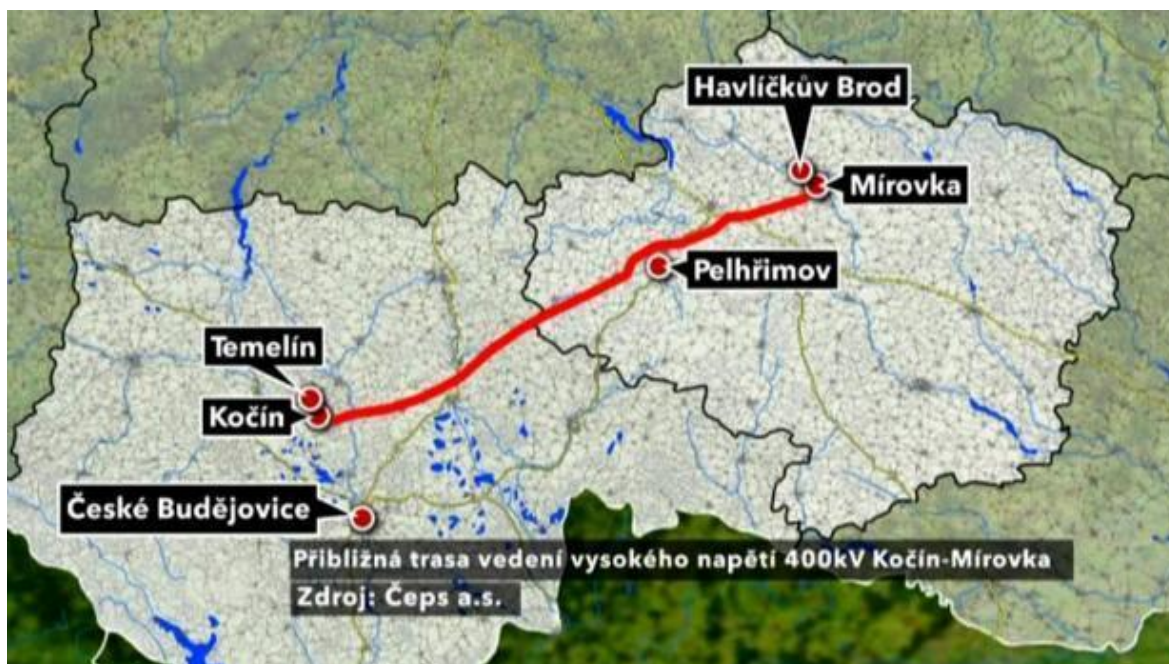 Havlíčkův Brod
Mírovka
Pelhřimov
Temelín
Kočín
České Budějovice
Přibližná trasa vedení vysokého napětí 400kV Kočín-Mírovka
Zdroj: Čeps a.s.